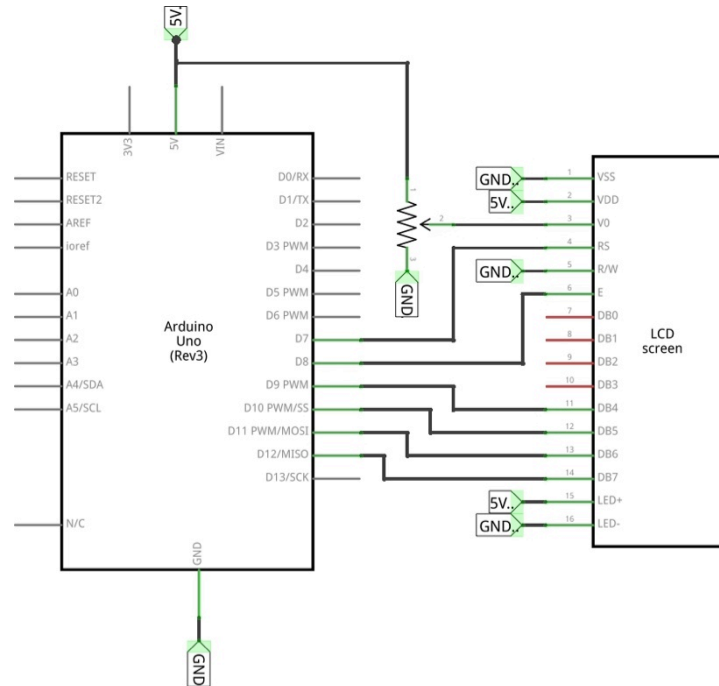 5V.
3V3
5V
VIN
RESET
RESET2
AREF
ioref
A0
A1
A2
A3
A4/SDA
A5/SCL
N/C
Arduino
Uno
(Rev3)
D0/RX
D1/TX
D2
D3 PWM
D4
D5 PWM
D6 PWM
D7
D8
D9 PWM
D10 PWM/SS
D11 PWM/MOSI
D12/MISO
D13/SCK
GND
GND
1
2
3
GND
GND..
5V..
GND..
5V..
GND..
1
2
3
4
5
6
7
8
9
10
11
12
13
14
15
16
VSS
VDD
V0
RS
R/W
E
DB0
DB1
DB2
DB3
DB4
DB5
DB6
DB7
LED+
LED-
LCD
screen